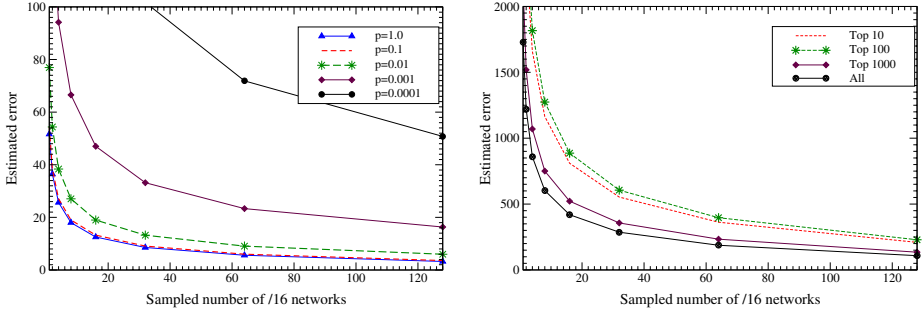 100
80
60
40
20
0
Estimated error
20
40
60
80
100
120
Sampled number of /16 networks
p=1.0
p=0.1
p=0.01
p=0.001
p=0.0001
2000
1500
1000
500
0
Estimated error
20
40
60
80
100
120
Sampled number of /16 networks
Top 10
Top 100
Top 1000
All